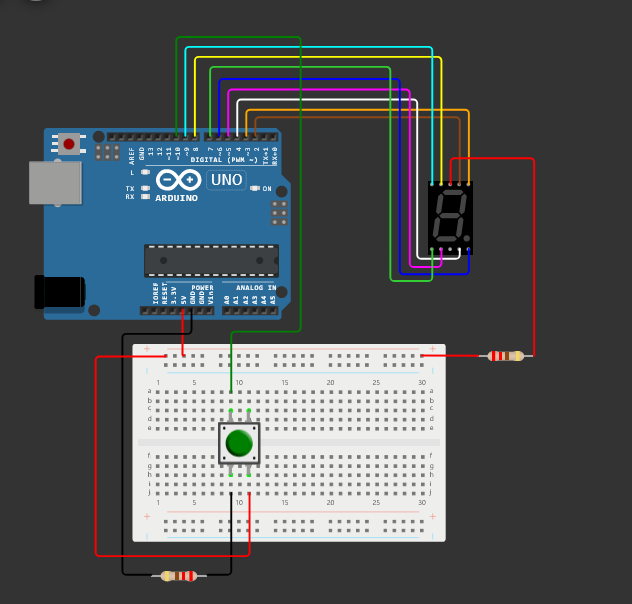 AREF
GND
13
12
~11
~10
~9
8
7
~6
~5
4
~3
2
TX→1
RX←0
DIGITAL (PWM ~)
L
TX
RX
UNO
ON
ARDUINO
POWER
ANALOG IN
IOREF
RESET
3.3V
5V
GND
GND
Vin
A0
A1
A2
A3
A4
A5
+ +
- -
1 5 10 15 20 25 30
a a
b b
c c
d d
e e
f f
g g
h h
i i
j j
1 5 10 15 20 25 30
+ +
- -